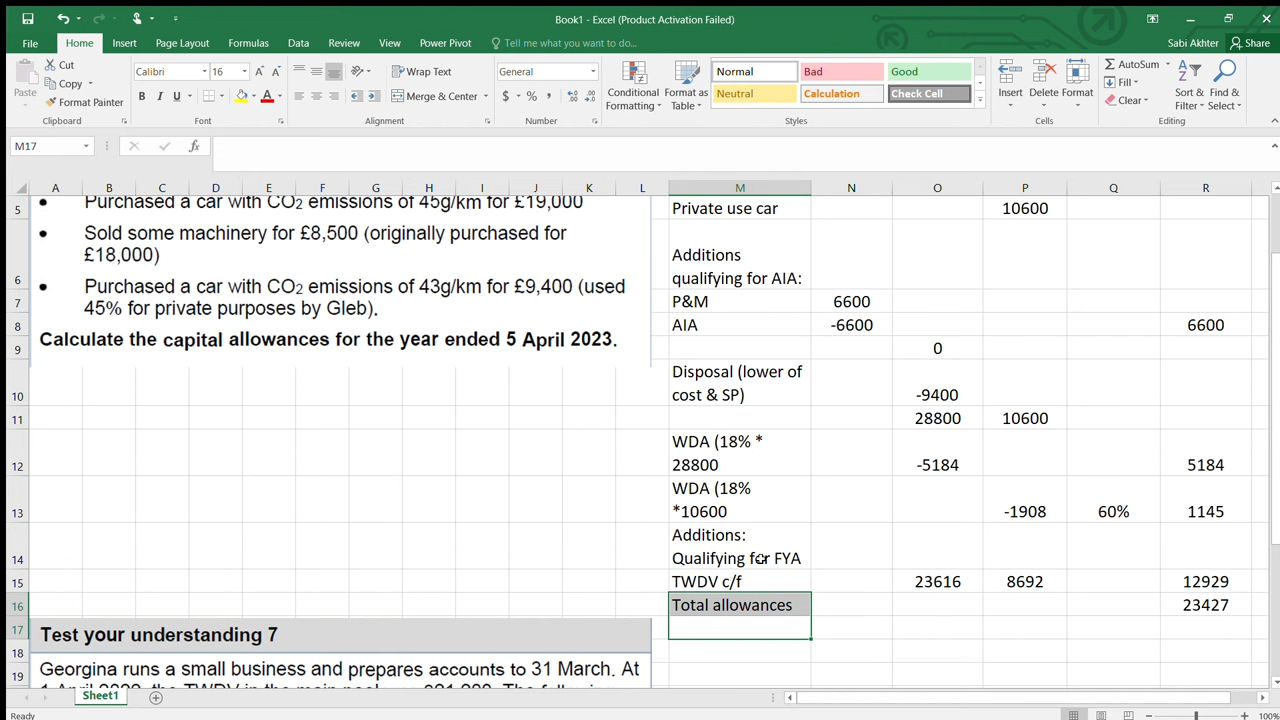 Book1 - Excel (Product Activation Failed)
File Home Insert Page Layout Formulas Data Review View Power Pivot Tell me what you want to do... Sabi Akhter Share
Paste Cut Copy Format Painter
Calibri 16 A A Wrap Text General
B I U A Merge & Center $ % ,
Conditional Formatting Format as Table
Normal Bad Good
Neutral Calculation Check Cell
Insert Delete Format
AutoSum Fill Clear Sort & Filter Find & Select
Clipboard Font Alignment Number Styles Cells Editing
M17 fx
A B C D E F G H I J K L M N O P Q R
• Purchased a car with CO₂ emissions of 45g/km for £19,000
• Sold some machinery for £8,500 (originally purchased for
£18,000)
• Purchased a car with CO₂ emissions of 43g/km for £9,400 (used
45% for private purposes by Gleb).
Calculate the capital allowances for the year ended 5 April 2023.
Test your understanding 7
Georgina runs a small business and prepares accounts to 31 March. At
5 Private use car 10600
Additions
6 qualifying for AIA:
7 P&M 6600
8 AIA -6600 6600
9 0
Disposal (lower of
10 cost & SP) -9400
11 28800 10600
WDA (18% *
12 28800 -5184 5184
WDA (18%
13 *10600 -1908 60% 1145
Additions:
14 Qualifying for FYA
15 TWDV c/f 23616 8692 12929
16 Total allowances 23427
17
18
19
Sheet1
Ready 100%